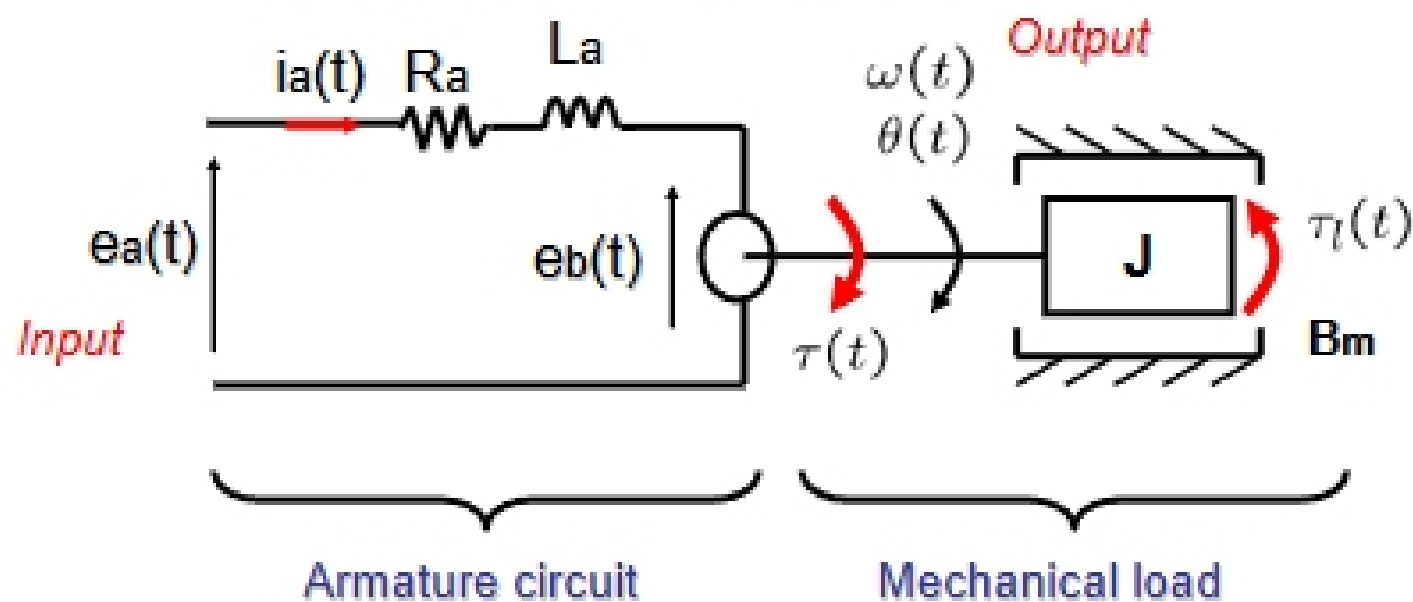 Output
ia(t) Ra La
ω(t)
θ(t)
ea(t)
eb(t)
J
τl(t)
Input
τ(t)
Bm
Armature circuit
Mechanical load